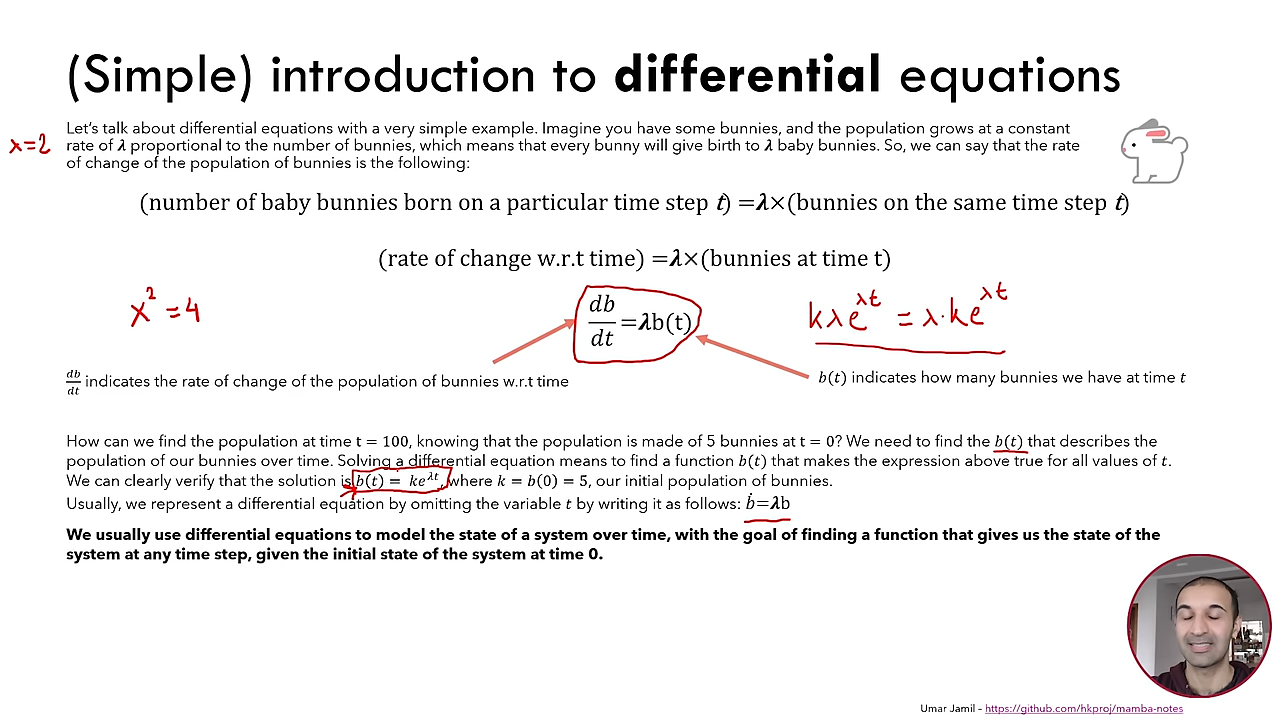 (Simple) introduction to differential equations
Let's talk about differential equations with a very simple example. Imagine you have some bunnies, and the population grows at a constant
λ=2
rate of λ proportional to the number of bunnies, which means that every bunny will give birth to λ baby bunnies. So, we can say that the rate
of change of the population of bunnies is the following:
(number of baby bunnies born on a particular time step t) =λ×(bunnies on the same time step t)
(rate of change w.r.t time) =λ×(bunnies at time t)
x² = 4
db/dt =λb(t)
kλe^λt = λ·ke^λt
db/dt indicates the rate of change of the population of bunnies w.r.t time
b(t) indicates how many bunnies we have at time t
How can we find the population at time t = 100, knowing that the population is made of 5 bunnies at t = 0? We need to find the b(t) that describes the
population of our bunnies over time. Solving a differential equation means to find a function b(t) that makes the expression above true for all values of t.
We can clearly verify that the solution is b(t) = ke^λt, where k = b(0) = 5, our initial population of bunnies.
Usually, we represent a differential equation by omitting the variable t by writing it as follows: ḃ=λb
We usually use differential equations to model the state of a system over time, with the goal of finding a function that gives us the state of the
system at any time step, given the initial state of the system at time 0.
Umar Jamil – https://github.com/hkproj/mamba-notes